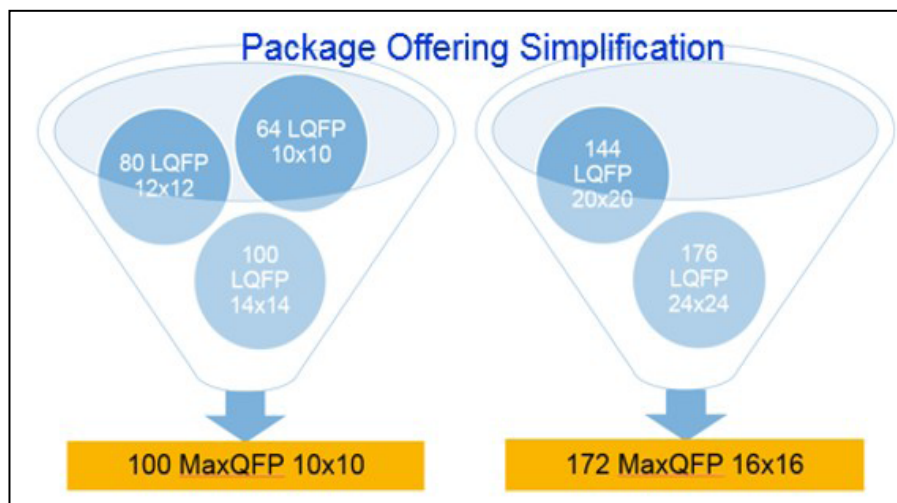 Package Offering Simplification
64 LQFP
10x10
80 LQFP
12x12
100
LQFP
14x14
100 MaxQFP 10x10
144
LQFP
20x20
176
LQFP
24x24
172 MaxQFP 16x16